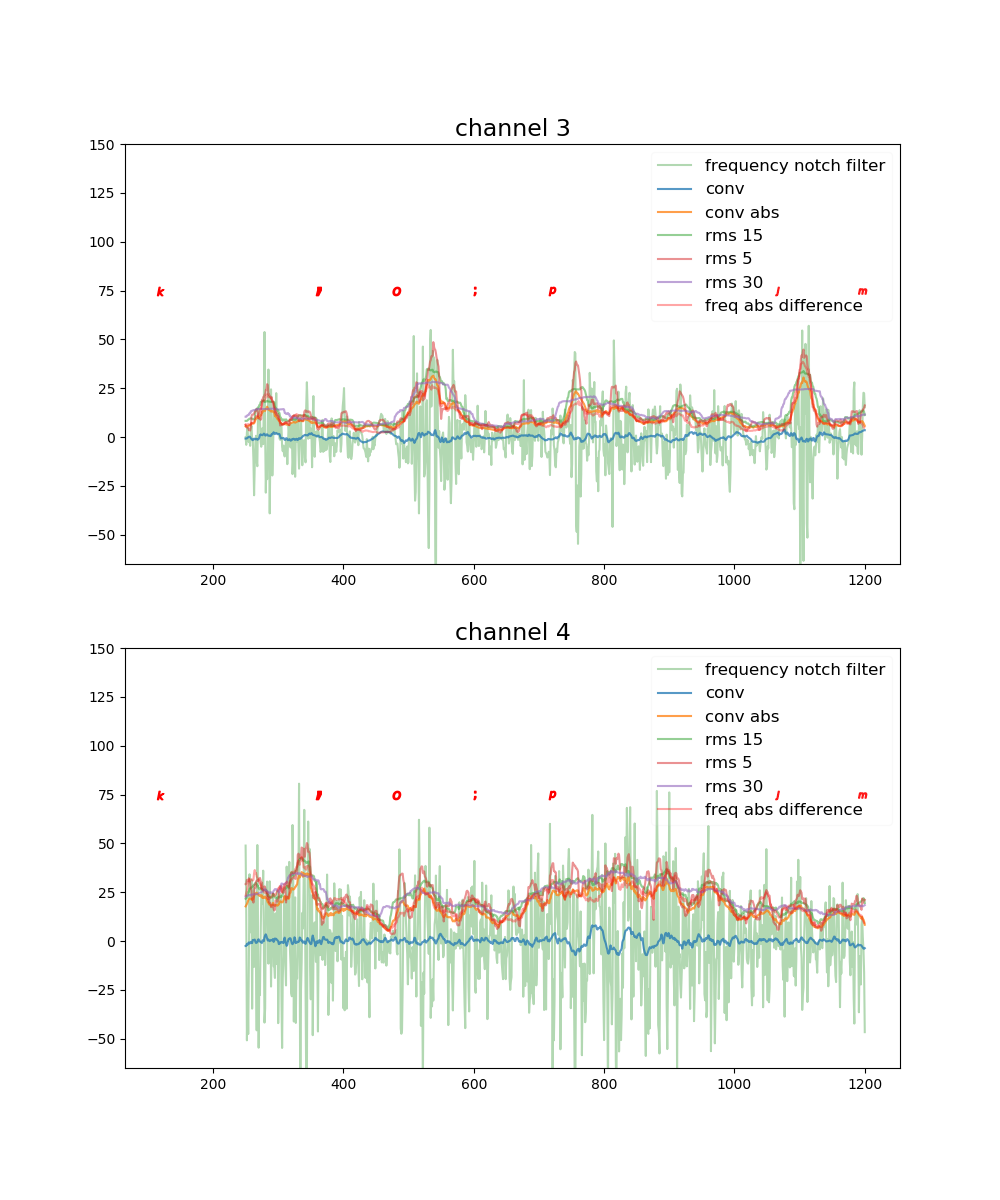 channel 3
150
frequency notch filter
conv
125
conv abs
rms 15
100
rms 5
rms 30
75
k o ; p j m
freq abs difference
50
25
0
−25
−50
200 400 600 800 1000 1200
channel 4
150
frequency notch filter
conv
125
conv abs
rms 15
100
rms 5
rms 30
75
k o ; p j m
freq abs difference
50
25
0
−25
−50
200 400 600 800 1000 1200